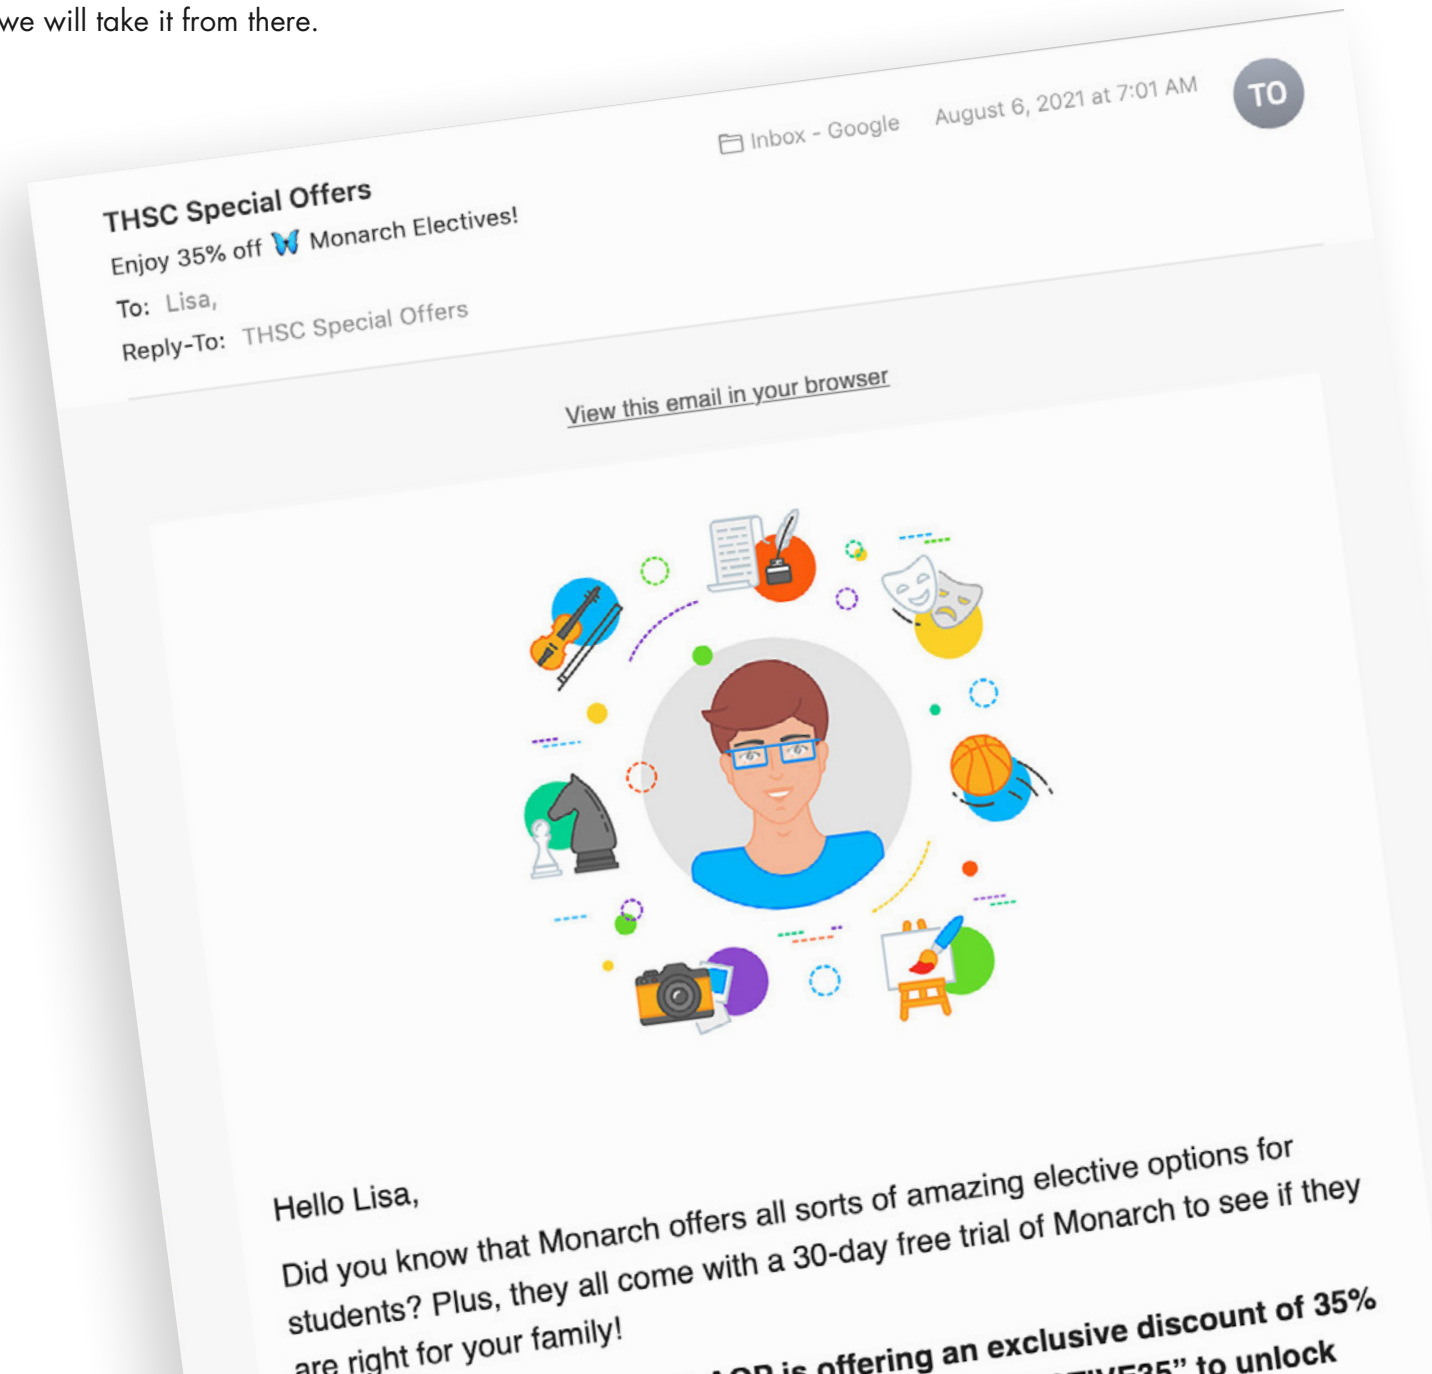 we will take it from there.
Inbox - Google August 6, 2021 at 7:01 AM TO
THSC Special Offers
Enjoy 35% off 🦋 Monarch Electives!
To: Lisa,
Reply-To: THSC Special Offers
View this email in your browser
Hello Lisa,
Did you know that Monarch offers all sorts of amazing elective options for
students? Plus, they all come with a 30-day free trial of Monarch to see if they
are right for your family!
is offering an exclusive discount of 35%
to unlock